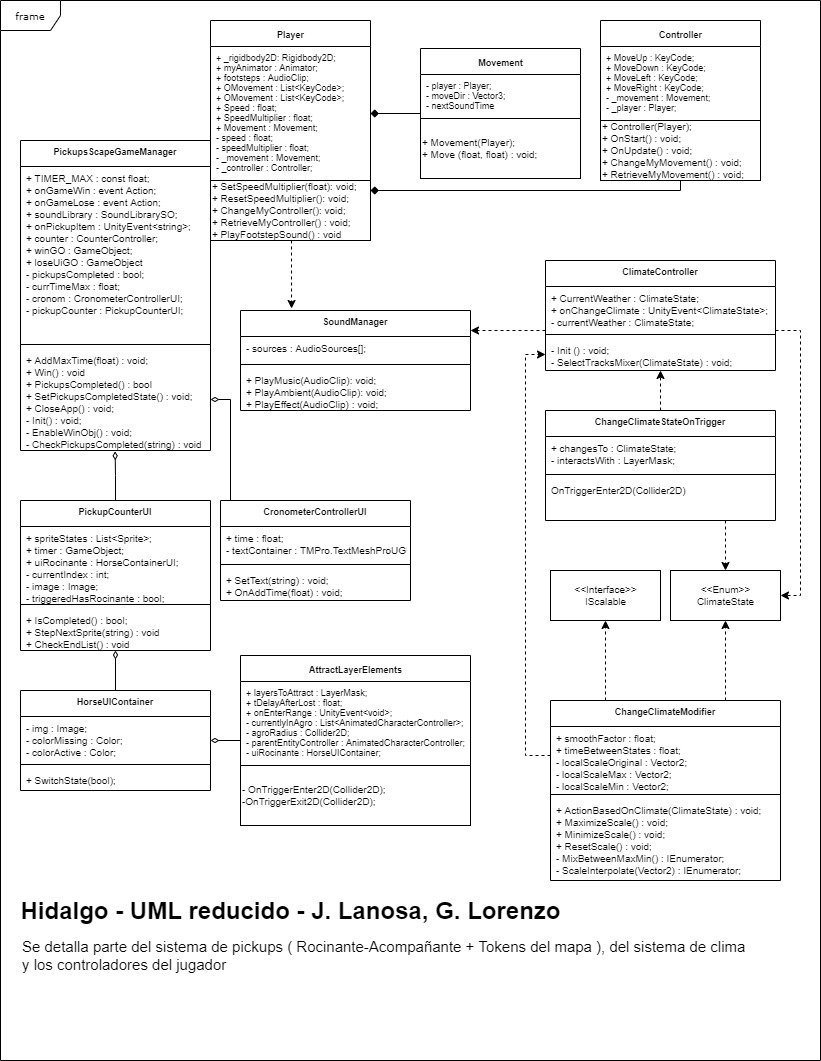 frame
Player
+ _rigidbody2D: Rigidbody2D;
+ myAnimator : Animator;
+ footsteps : AudioClip;
+ OMovement : List<KeyCode>;
+ OMovement : List<KeyCode>;
+ Speed : float;
+ SpeedMultiplier : float;
+ Movement : Movement;
- speed : float;
- speedMultiplier : float;
- _movement : Movement;
- _controller : Controller;
+ SetSpeedMultiplier(float): void;
+ ResetSpeedMultiplier(): void;
+ ChangeMyController() : void;
+ RetrieveMyController() : void;
+ PlayFootstepSound() : void
Movement
- player : Player;
- moveDir : Vector3;
- nextSoundTime
+ Movement(Player);
+ Move (float, float) : void;
Controller
+ MoveUp : KeyCode;
+ MoveDown : KeyCode;
+ MoveLeft : KeyCode;
+ MoveRight : KeyCode;
- _movement : Movement;
- _player : Player;
+ Controller(Player);
+ OnStart() : void;
+ OnUpdate() : void;
+ ChangeMyMovement() : void;
+ RetrieveMyMovement() : void;
PickupsScapeGameManager
+ TIMER_MAX : const float;
+ onGameWin : event Action;
+ onGameLose : event Action;
+ soundLibrary : SoundLibrarySO;
+ onPickupItem : UnityEvent<string>;
+ counter : CounterController;
+ winGO : GameObject;
+ loseUiGO : GameObject
- pickupsCompleted : bool;
- currTimeMax : float;
- cronom : CronometerControllerUI;
- pickupCounter : PickupCounterUI;
+ AddMaxTime(float) : void;
+ Win() : void
+ PickupsCompleted() : bool
+ SetPickupsCompletedState() : void;
+ CloseApp() : void;
- Init() : void;
- EnableWinObj() : void;
- CheckPickupsCompleted(string) : void
SoundManager
- sources : AudioSources[];
+ PlayMusic(AudioClip): void;
+ PlayAmbient(AudioClip): void;
+ PlayEffect(AudioClip) : void;
ClimateController
+ CurrentWeather : ClimateState;
+ onChangeClimate : UnityEvent<ClimateState>;
- currentWeather : ClimateState;
- Init () : void;
- SelectTracksMixer(ClimateState) : void;
ChangeClimateStateOnTrigger
+ changesTo : ClimateState;
- interactsWith : LayerMask;
OnTriggerEnter2D(Collider2D)
PickupCounterUI
+ spriteStates : List<Sprite>;
+ timer : GameObject;
+ uiRocinante : HorseContainerUI;
- currentIndex : int;
- image : Image;
- triggeredHasRocinante : bool;
+ IsCompleted() : bool;
+ StepNextSprite(string) : void
+ CheckEndList() : void
CronometerControllerUI
+ time : float;
- textContainer : TMPro.TextMeshProUG
+ SetText(string) : void;
+ OnAddTime(float) : void;
<<Interface>>
IScalable
<<Enum>>
ClimateState
HorseUIContainer
- img : Image;
- colorMissing : Color;
- colorActive : Color;
+ SwitchState(bool);
AttractLayerElements
+ layersToAttract : LayerMask;
+ tDelayAfterLost : float;
+ onEnterRange : UnityEvent<void>;
- currentlyInAgro : List<AnimatedCharacterController>;
- agroRadius : Collider2D;
- parentEntityController : AnimatedCharacterController;
- uiRocinante : HorseUIContainer;
- OnTriggerEnter2D(Collider2D);
-OnTriggerExit2D(Collider2D);
ChangeClimateModifier
+ smoothFactor : float;
+ timeBetweenStates : float;
- localScaleOriginal : Vector2;
- localScaleMax : Vector2;
- localScaleMin : Vector2;
+ ActionBasedOnClimate(ClimateState) : void;
+ MaximizeScale() : void;
+ MinimizeScale() : void;
+ ResetScale() : void;
- MixBetweenMaxMin() : IEnumerator;
- ScaleInterpolate(Vector2) : IEnumerator;
Hidalgo - UML reducido - J. Lanosa, G. Lorenzo
Se detalla parte del sistema de pickups ( Rocinante-Acompañante + Tokens del mapa ), del sistema de clima
y los controladores del jugador